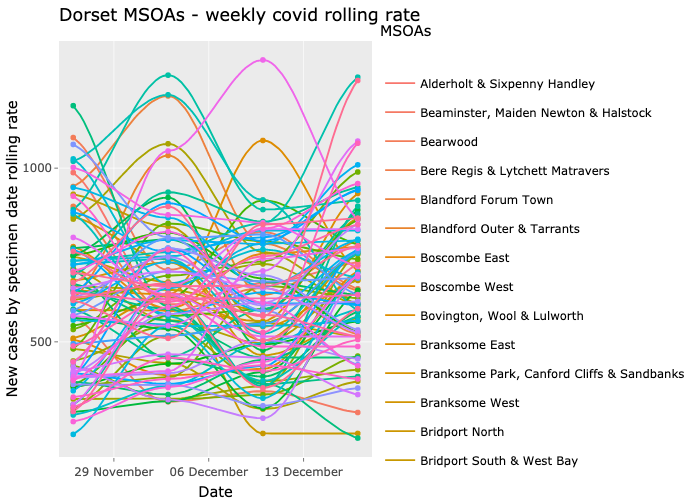 Dorset MSOAs - weekly covid rolling rate
MSOAs
New cases by specimen date rolling rate
1000
500
29 November
06 December
13 December
Date
Alderholt & Sixpenny Handley
Beaminster, Maiden Newton & Halstock
Bearwood
Bere Regis & Lytchett Matravers
Blandford Forum Town
Blandford Outer & Tarrants
Boscombe East
Boscombe West
Bovington, Wool & Lulworth
Branksome East
Branksome Park, Canford Cliffs & Sandbanks
Branksome West
Bridport North
Bridport South & West Bay